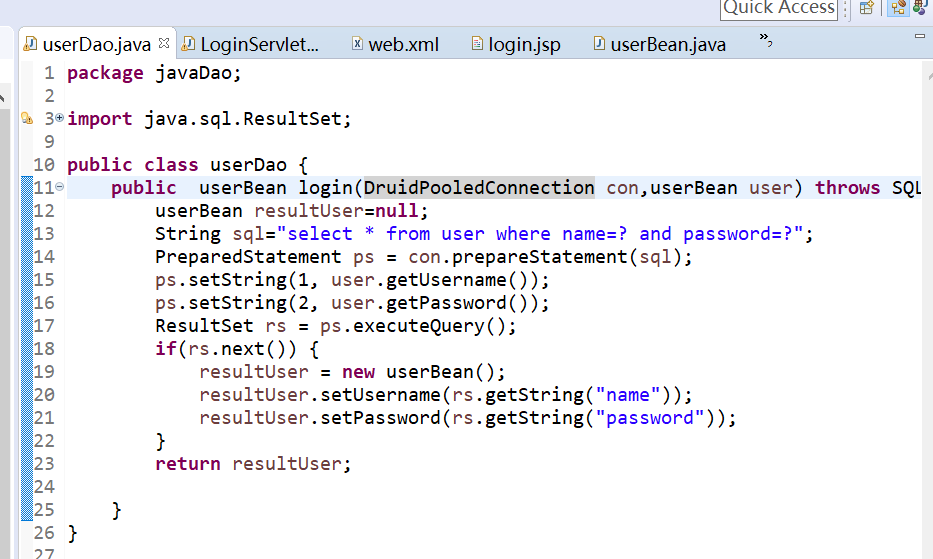 Quick Access
userDao.java LoginServlet... web.xml login.jsp userBean.java
1 package javaDao;
2
3 import java.sql.ResultSet;
9
10 public class userDao {
11 public userBean login(DruidPooledConnection con,userBean user) throws SQL
12 userBean resultUser=null;
13 String sql="select * from user where name=? and password=?";
14 PreparedStatement ps = con.prepareStatement(sql);
15 ps.setString(1, user.getUsername());
16 ps.setString(2, user.getPassword());
17 ResultSet rs = ps.executeQuery();
18 if(rs.next()) {
19 resultUser = new userBean();
20 resultUser.setUsername(rs.getString("name"));
21 resultUser.setPassword(rs.getString("password"));
22 }
23 return resultUser;
24
25 }
26 }
27